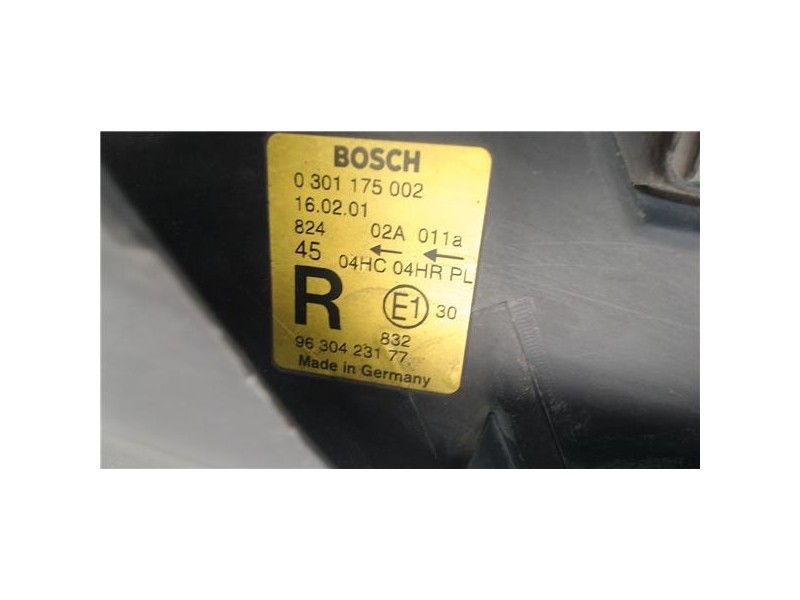 BOSCH
0 301 175 002
16.02.01
824 02A 011a
45 ← ←
04HC 04HR PL
R E1 30
832
96 304 231 77
Made in Germany